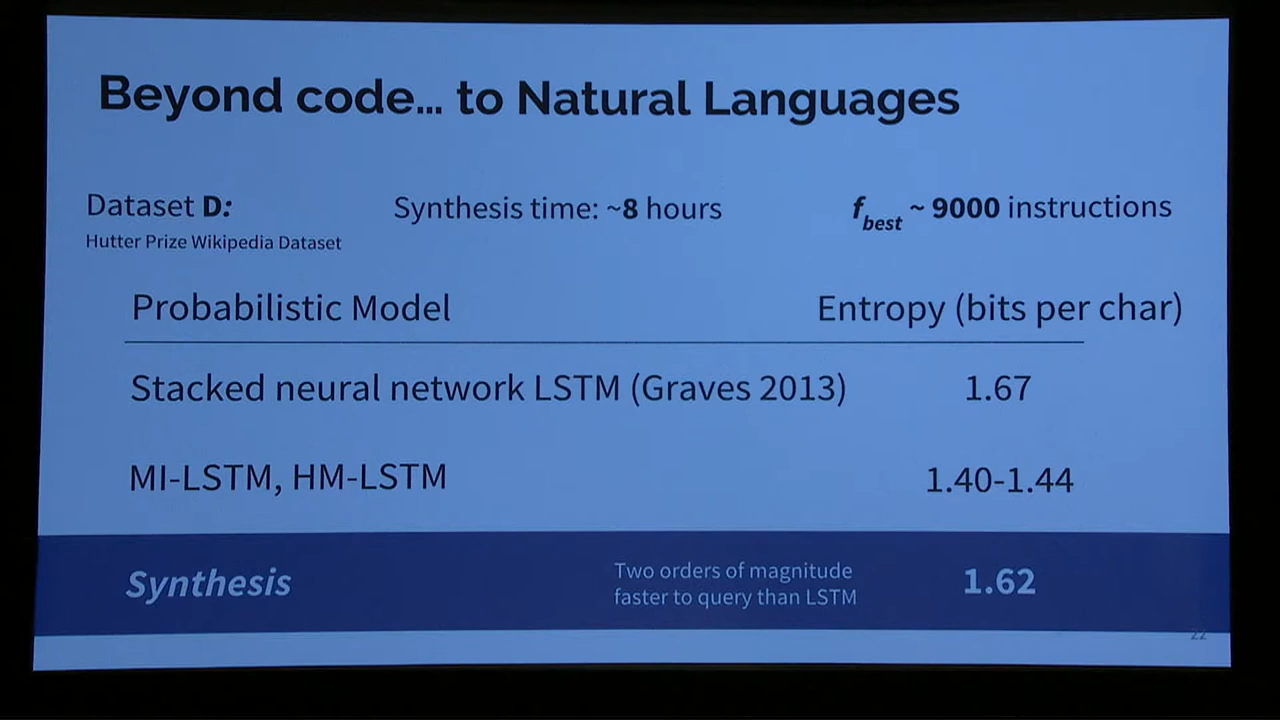 Beyond code... to Natural Languages
Dataset D: Synthesis time: ~8 hours f_best ~ 9000 instructions
Hutter Prize Wikipedia Dataset
Probabilistic Model Entropy (bits per char)
Stacked neural network LSTM (Graves 2013) 1.67
MI-LSTM, HM-LSTM 1.40-1.44
Synthesis Two orders of magnitude
faster to query than LSTM 1.62
22